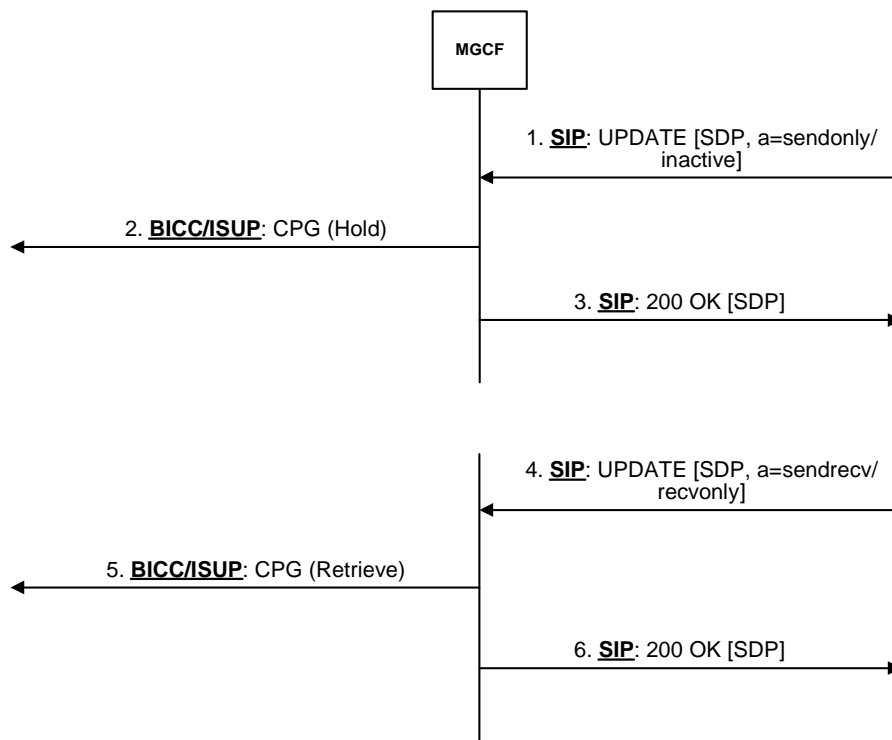 MGCF
1. SIP: UPDATE [SDP, a=sendonly/
inactive]
2. BICC/ISUP: CPG (Hold)
3. SIP: 200 OK [SDP]
4. SIP: UPDATE [SDP, a=sendrecv/
recvonly]
5. BICC/ISUP: CPG (Retrieve)
6. SIP: 200 OK [SDP]